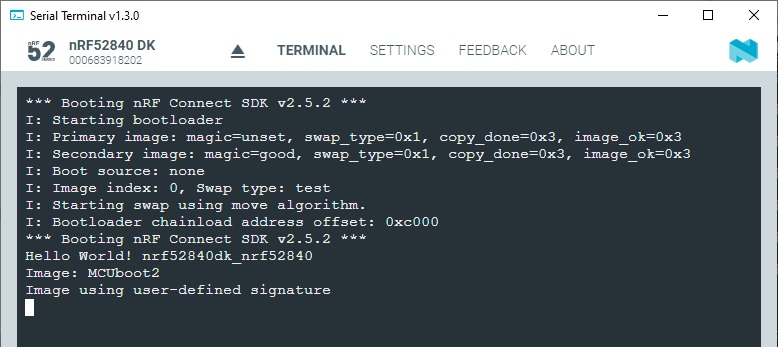 Serial Terminal v1.3.0
nRF
52
SERIES
nRF52840 DK
000683918202
TERMINAL
SETTINGS
FEEDBACK
ABOUT
*** Booting nRF Connect SDK v2.5.2 ***
I: Starting bootloader
I: Primary image: magic=unset, swap_type=0x1, copy_done=0x3, image_ok=0x3
I: Secondary image: magic=good, swap_type=0x1, copy_done=0x3, image_ok=0x3
I: Boot source: none
I: Image index: 0, Swap type: test
I: Starting swap using move algorithm.
I: Bootloader chainload address offset: 0xc000
*** Booting nRF Connect SDK v2.5.2 ***
Hello World! nrf52840dk_nrf52840
Image: MCUboot2
Image using user-defined signature